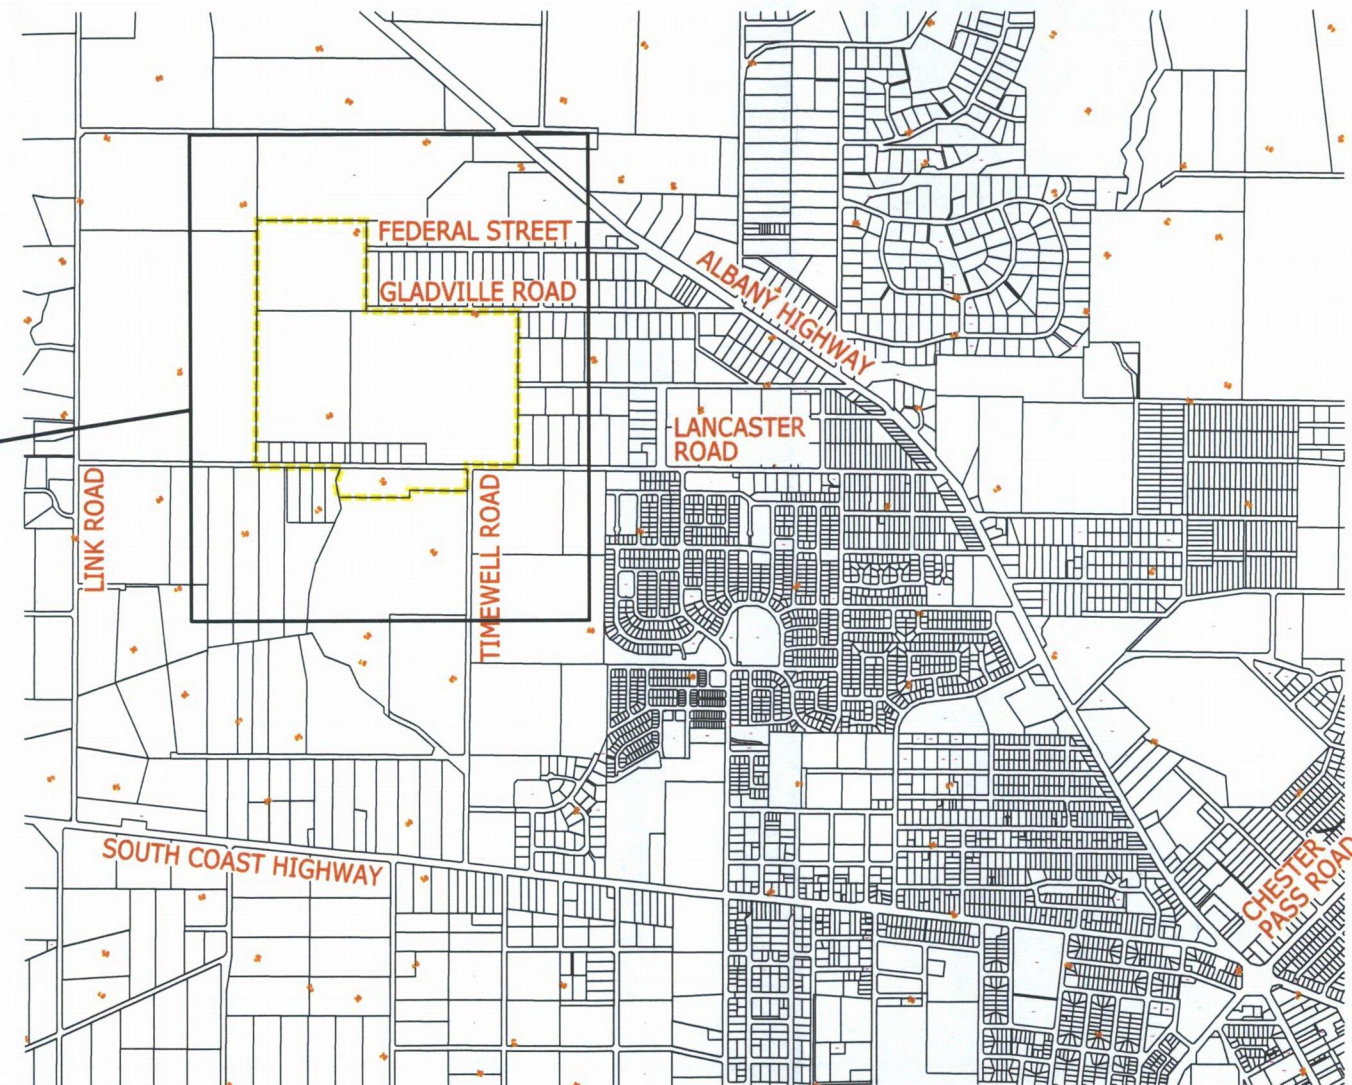 FEDERAL STREET
GLADVILLE ROAD
ALBANY HIGHWAY
LANCASTER
ROAD
LINK ROAD
TIMEWELL ROAD
SOUTH COAST HIGHWAY
CHESTER
PASS ROAD